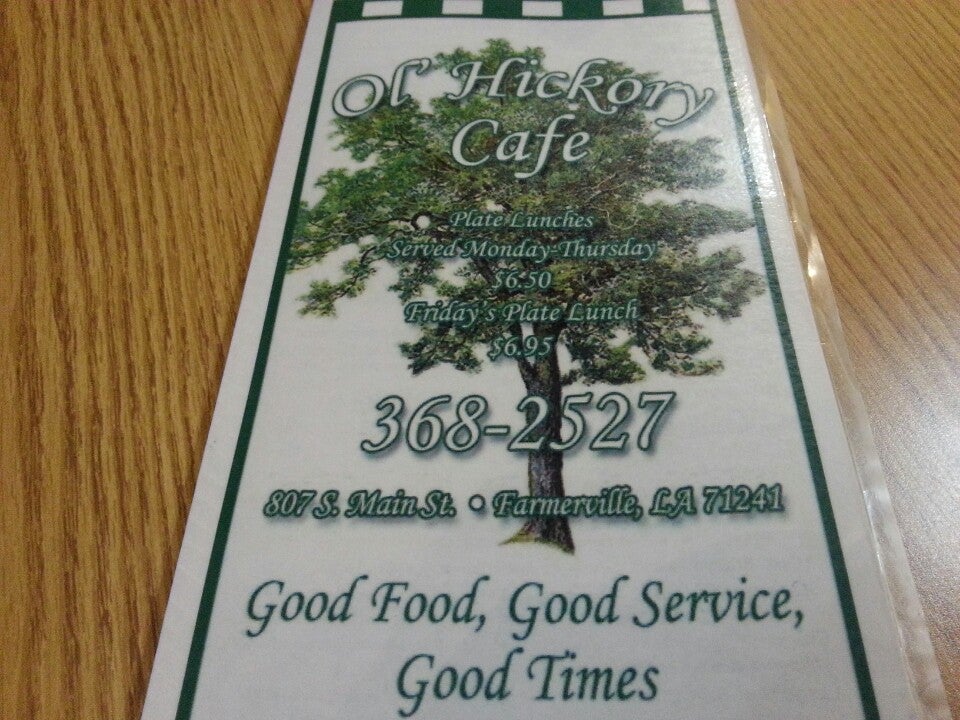 Ol' Hickory
Cafe
Plate Lunches
Served Monday-Thursday
$6.50
Friday's Plate Lunch
$6.95
368-2527
807 S. Main St. • Farmerville, LA 71241
Good Food, Good Service,
Good Times